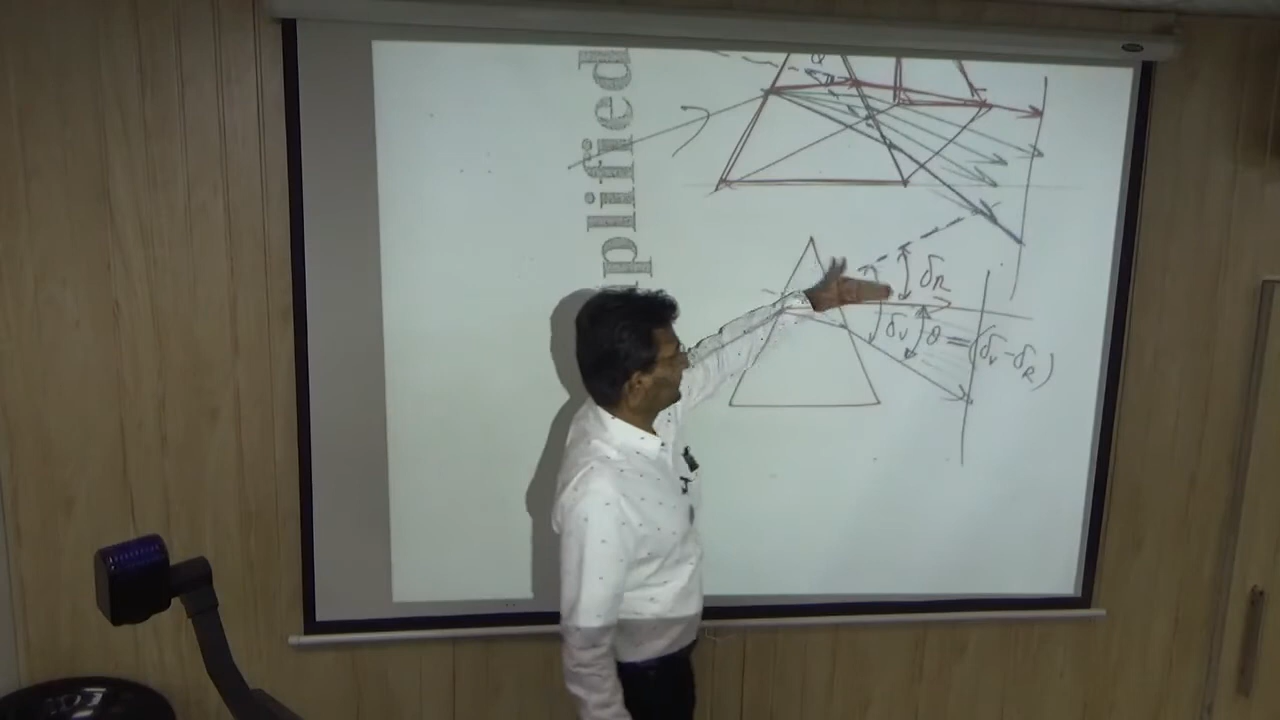 plified
δR
δv θ = (δv - δR)